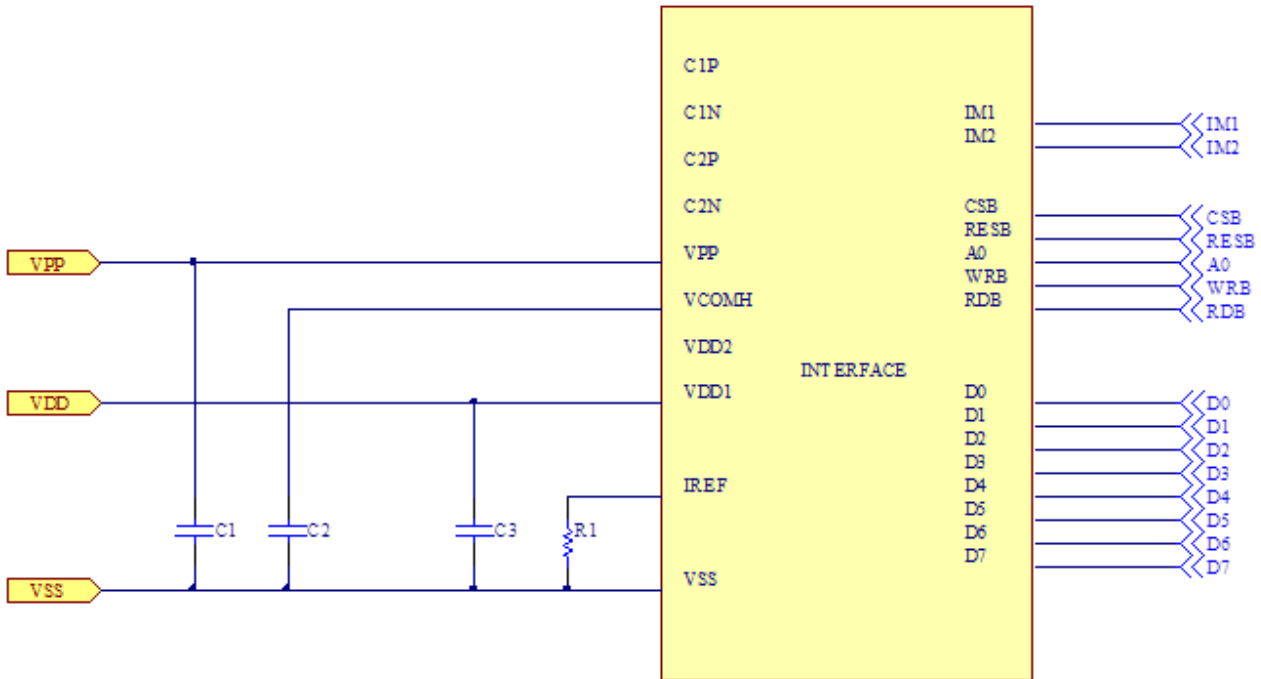 C1P
C1N
IM1
IM1
IM2
IM2
C2P
C2N
CSB
CSB
RESB
RESB
VPP
VPP
A0
A0
WRB
WRB
VCOMH
RDB
RDB
VDD2
INTERFACE
VDD
VDD1
D0
D0
D1
D1
D2
D2
D3
D3
IREF
D4
D4
D5
D5
C1
C2
C3
R1
D6
D6
D7
D7
VSS
VSS